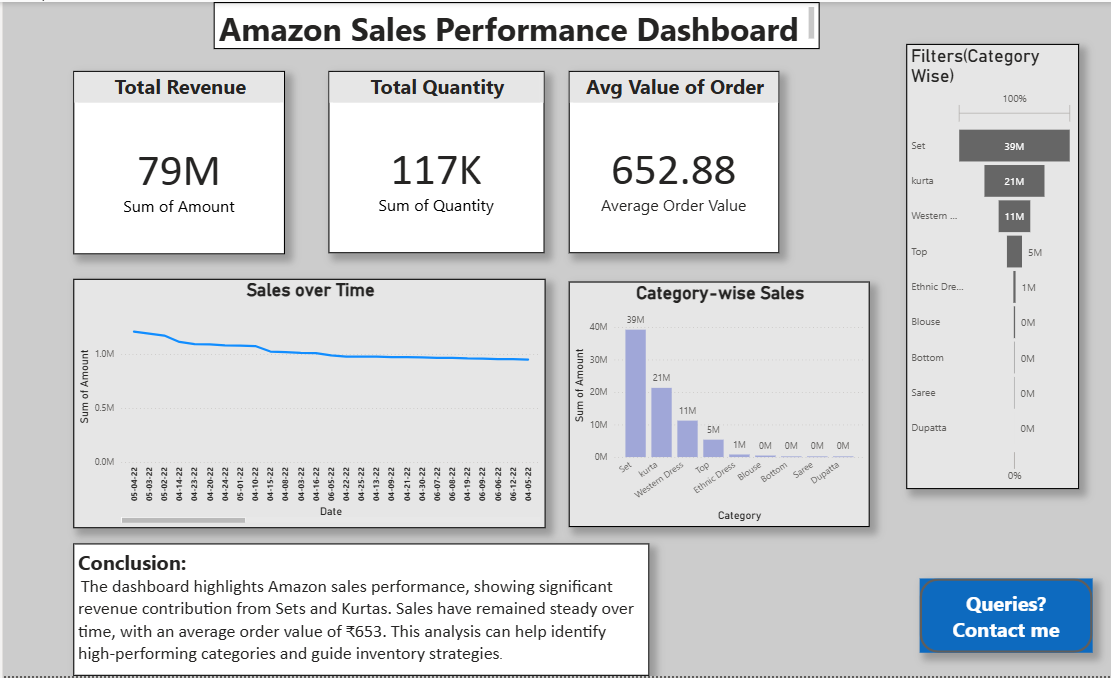 Amazon Sales Performance Dashboard
Total Revenue
79M
Sum of Amount
Total Quantity
117K
Sum of Quantity
Avg Value of Order
652.88
Average Order Value
Filters(Category
Wise)
100%
Set 39M
kurta 21M
Western ... 11M
Top 5M
Ethnic Dre... 1M
Blouse 0M
Bottom 0M
Saree 0M
Dupatta 0M
0%
Sales over Time
Sum of Amount
1.0M
0.5M
0.0M
05-04-22
05-03-22
05-02-22
04-14-22
04-23-22
04-20-22
04-24-22
05-01-22
04-10-22
04-15-22
04-08-22
04-03-22
04-16-22
06-05-22
04-22-22
04-25-22
04-13-22
04-09-22
04-21-22
04-30-22
06-07-22
06-08-22
04-19-22
06-09-22
06-06-22
06-12-22
04-05-22
Date
Category-wise Sales
Sum of Amount
40M
30M
20M
10M
0M
39M
21M
11M
5M
1M
0M
0M
0M
0M
Set
kurta
Western Dress
Top
Ethnic Dress
Blouse
Bottom
Saree
Dupatta
Category
Conclusion:
The dashboard highlights Amazon sales performance, showing significant
revenue contribution from Sets and Kurtas. Sales have remained steady over
time, with an average order value of ₹653. This analysis can help identify
high-performing categories and guide inventory strategies.
Queries?
Contact me